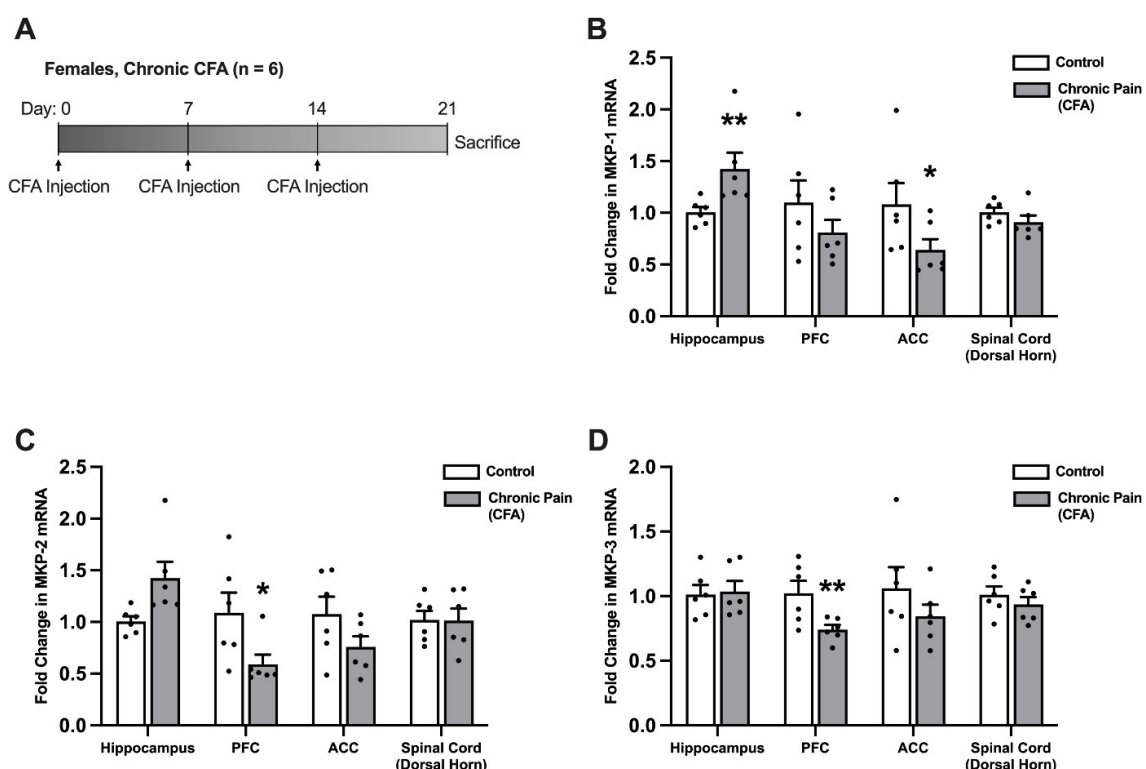 A
Females, Chronic CFA (n = 6)
Day: 0 7 14 21
Sacrifice
CFA Injection CFA Injection CFA Injection
B
Fold Change in MKP-1 mRNA
2.5
2.0
1.5
1.0
0.5
0.0
** 
*
Control
Chronic Pain
(CFA)
Hippocampus PFC ACC Spinal Cord
(Dorsal Horn)
C
Fold Change in MKP-2 mRNA
2.5
2.0
1.5
1.0
0.5
0.0
*
Control
Chronic Pain
(CFA)
Hippocampus PFC ACC Spinal Cord
(Dorsal Horn)
D
Fold Change in MKP-3 mRNA
2.0
1.5
1.0
0.5
0.0
**
Control
Chronic Pain
(CFA)
Hippocampus PFC ACC Spinal Cord
(Dorsal Horn)